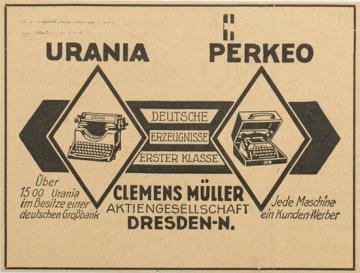 URANIA PERKEO
DEUTSCHE
ERZEUGNISSE
ERSTER KLASSE
Über
1500 Urania
im Besitze einer
deutschen Großbank
CLEMENS MÜLLER
AKTIENGESELLSCHAFT
DRESDEN-N.
Jede Maschine
ein Kunden-Werber